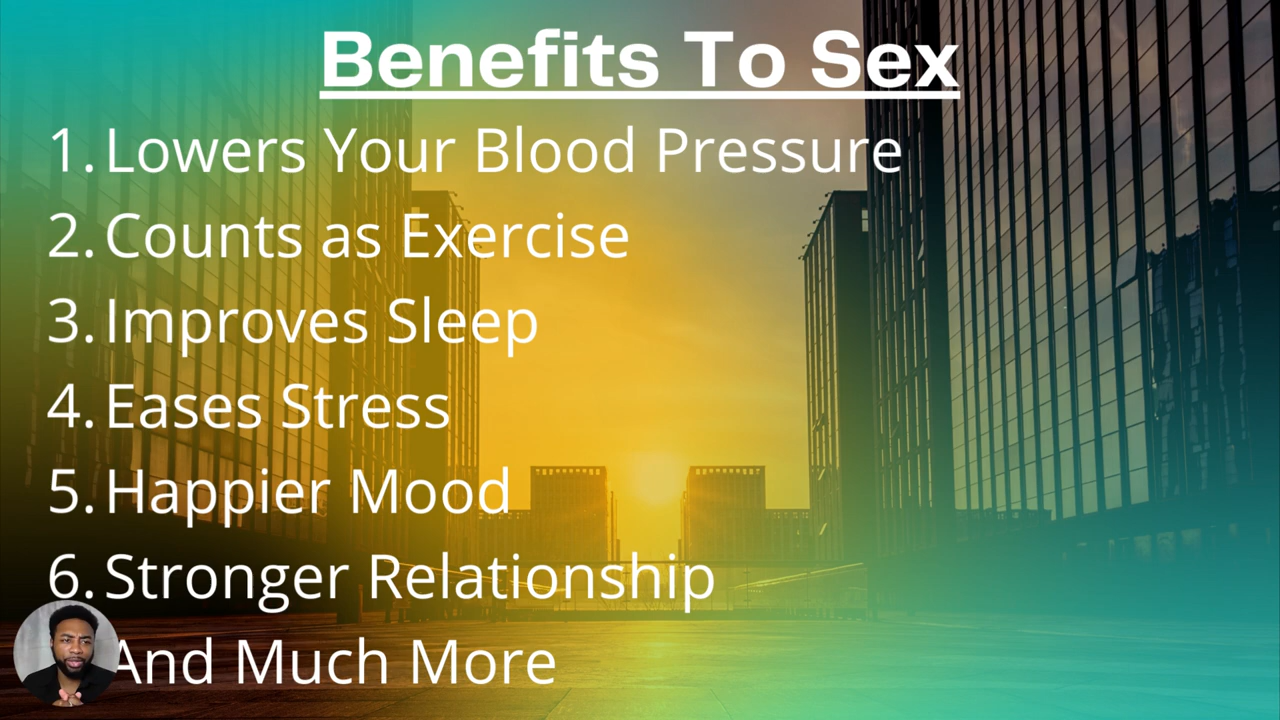 Benefits To Sex
1. Lowers Your Blood Pressure
2. Counts as Exercise
3. Improves Sleep
4. Eases Stress
5. Happier Mood
6. Stronger Relationship
And Much More